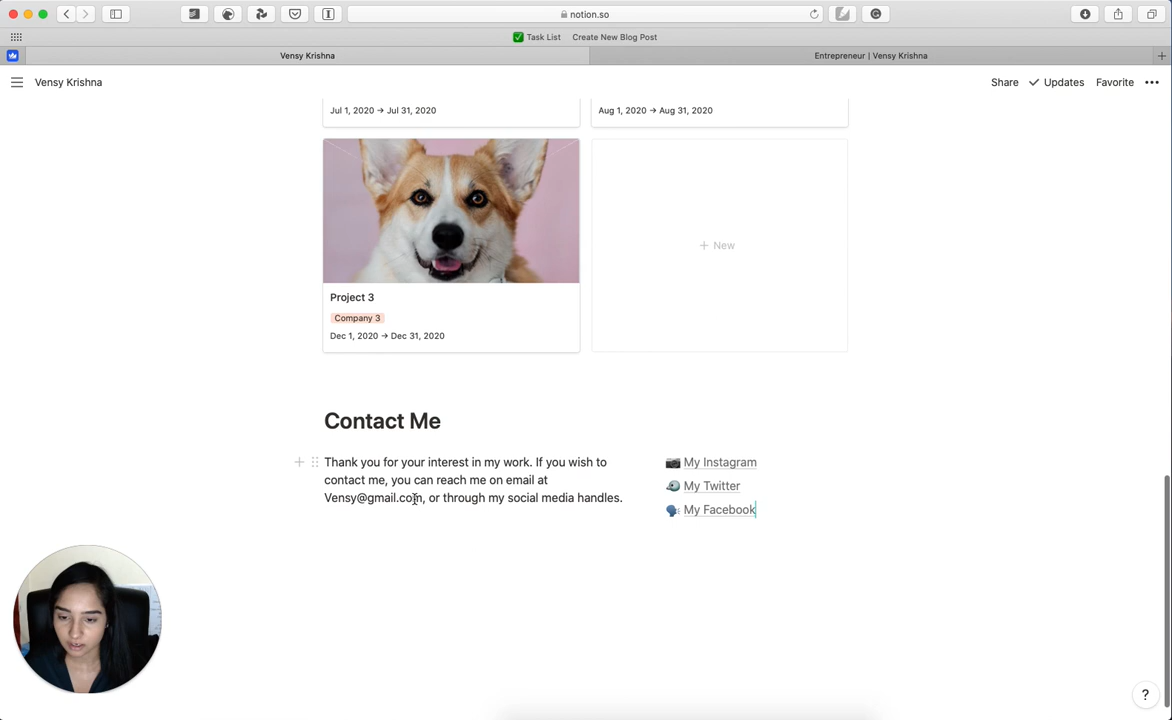 notion.so
Task List Create New Blog Post
Vensy Krishna Entrepreneur | Vensy Krishna
Vensy Krishna Share Updates Favorite
Jul 1, 2020 → Jul 31, 2020 Aug 1, 2020 → Aug 31, 2020
+ New
Project 3
Company 3
Dec 1, 2020 → Dec 31, 2020
Contact Me
Thank you for your interest in my work. If you wish to
contact me, you can reach me on email at
Vensy@gmail.com, or through my social media handles.
My Instagram
My Twitter
My Facebook
?